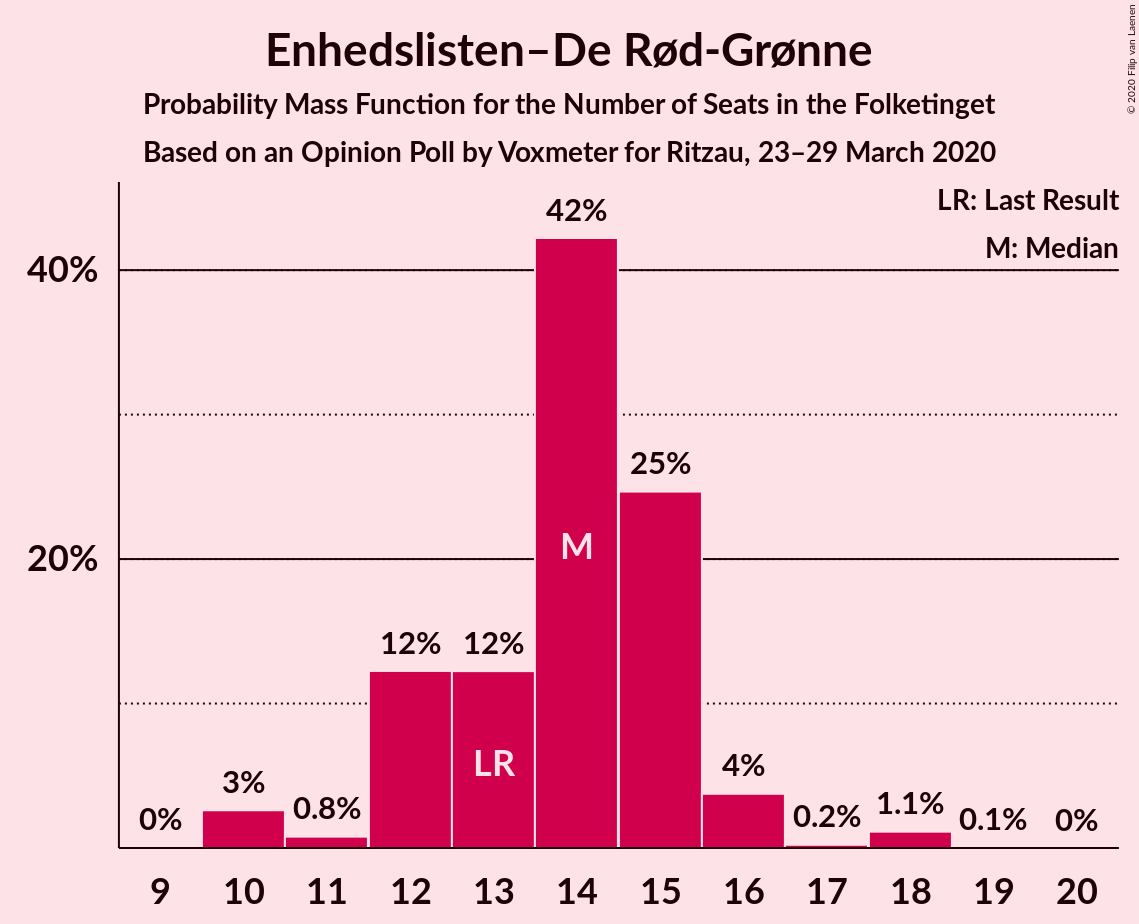 Enhedslisten–De Rød-Grønne
Probability Mass Function for the Number of Seats in the Folketinget
Based on an Opinion Poll by Voxmeter for Ritzau, 23–29 March 2020
© 2020 Filip van Laenen
LR: Last Result
M: Median
40%
20%
0%
3%
0.8%
12%
12%
42%
25%
4%
0.2%
1.1%
0.1%
0%
LR
M
9 10 11 12 13 14 15 16 17 18 19 20